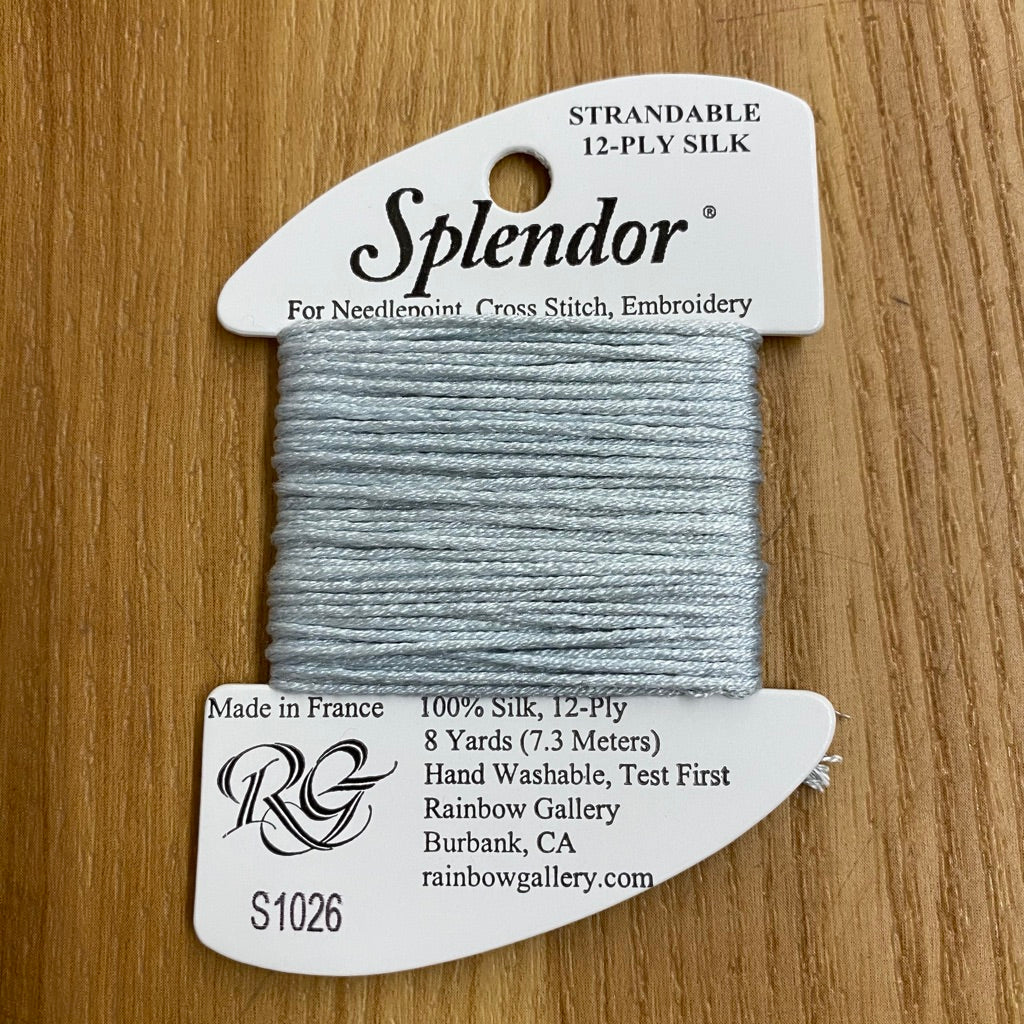 STRANDABLE
12-PLY SILK
Splendor ®
For Needlepoint, Cross Stitch, Embroidery
Made in France
100% Silk, 12-Ply
8 Yards (7.3 Meters)
Hand Washable, Test First
Rainbow Gallery
Burbank, CA
rainbowgallery.com
RG
S1026